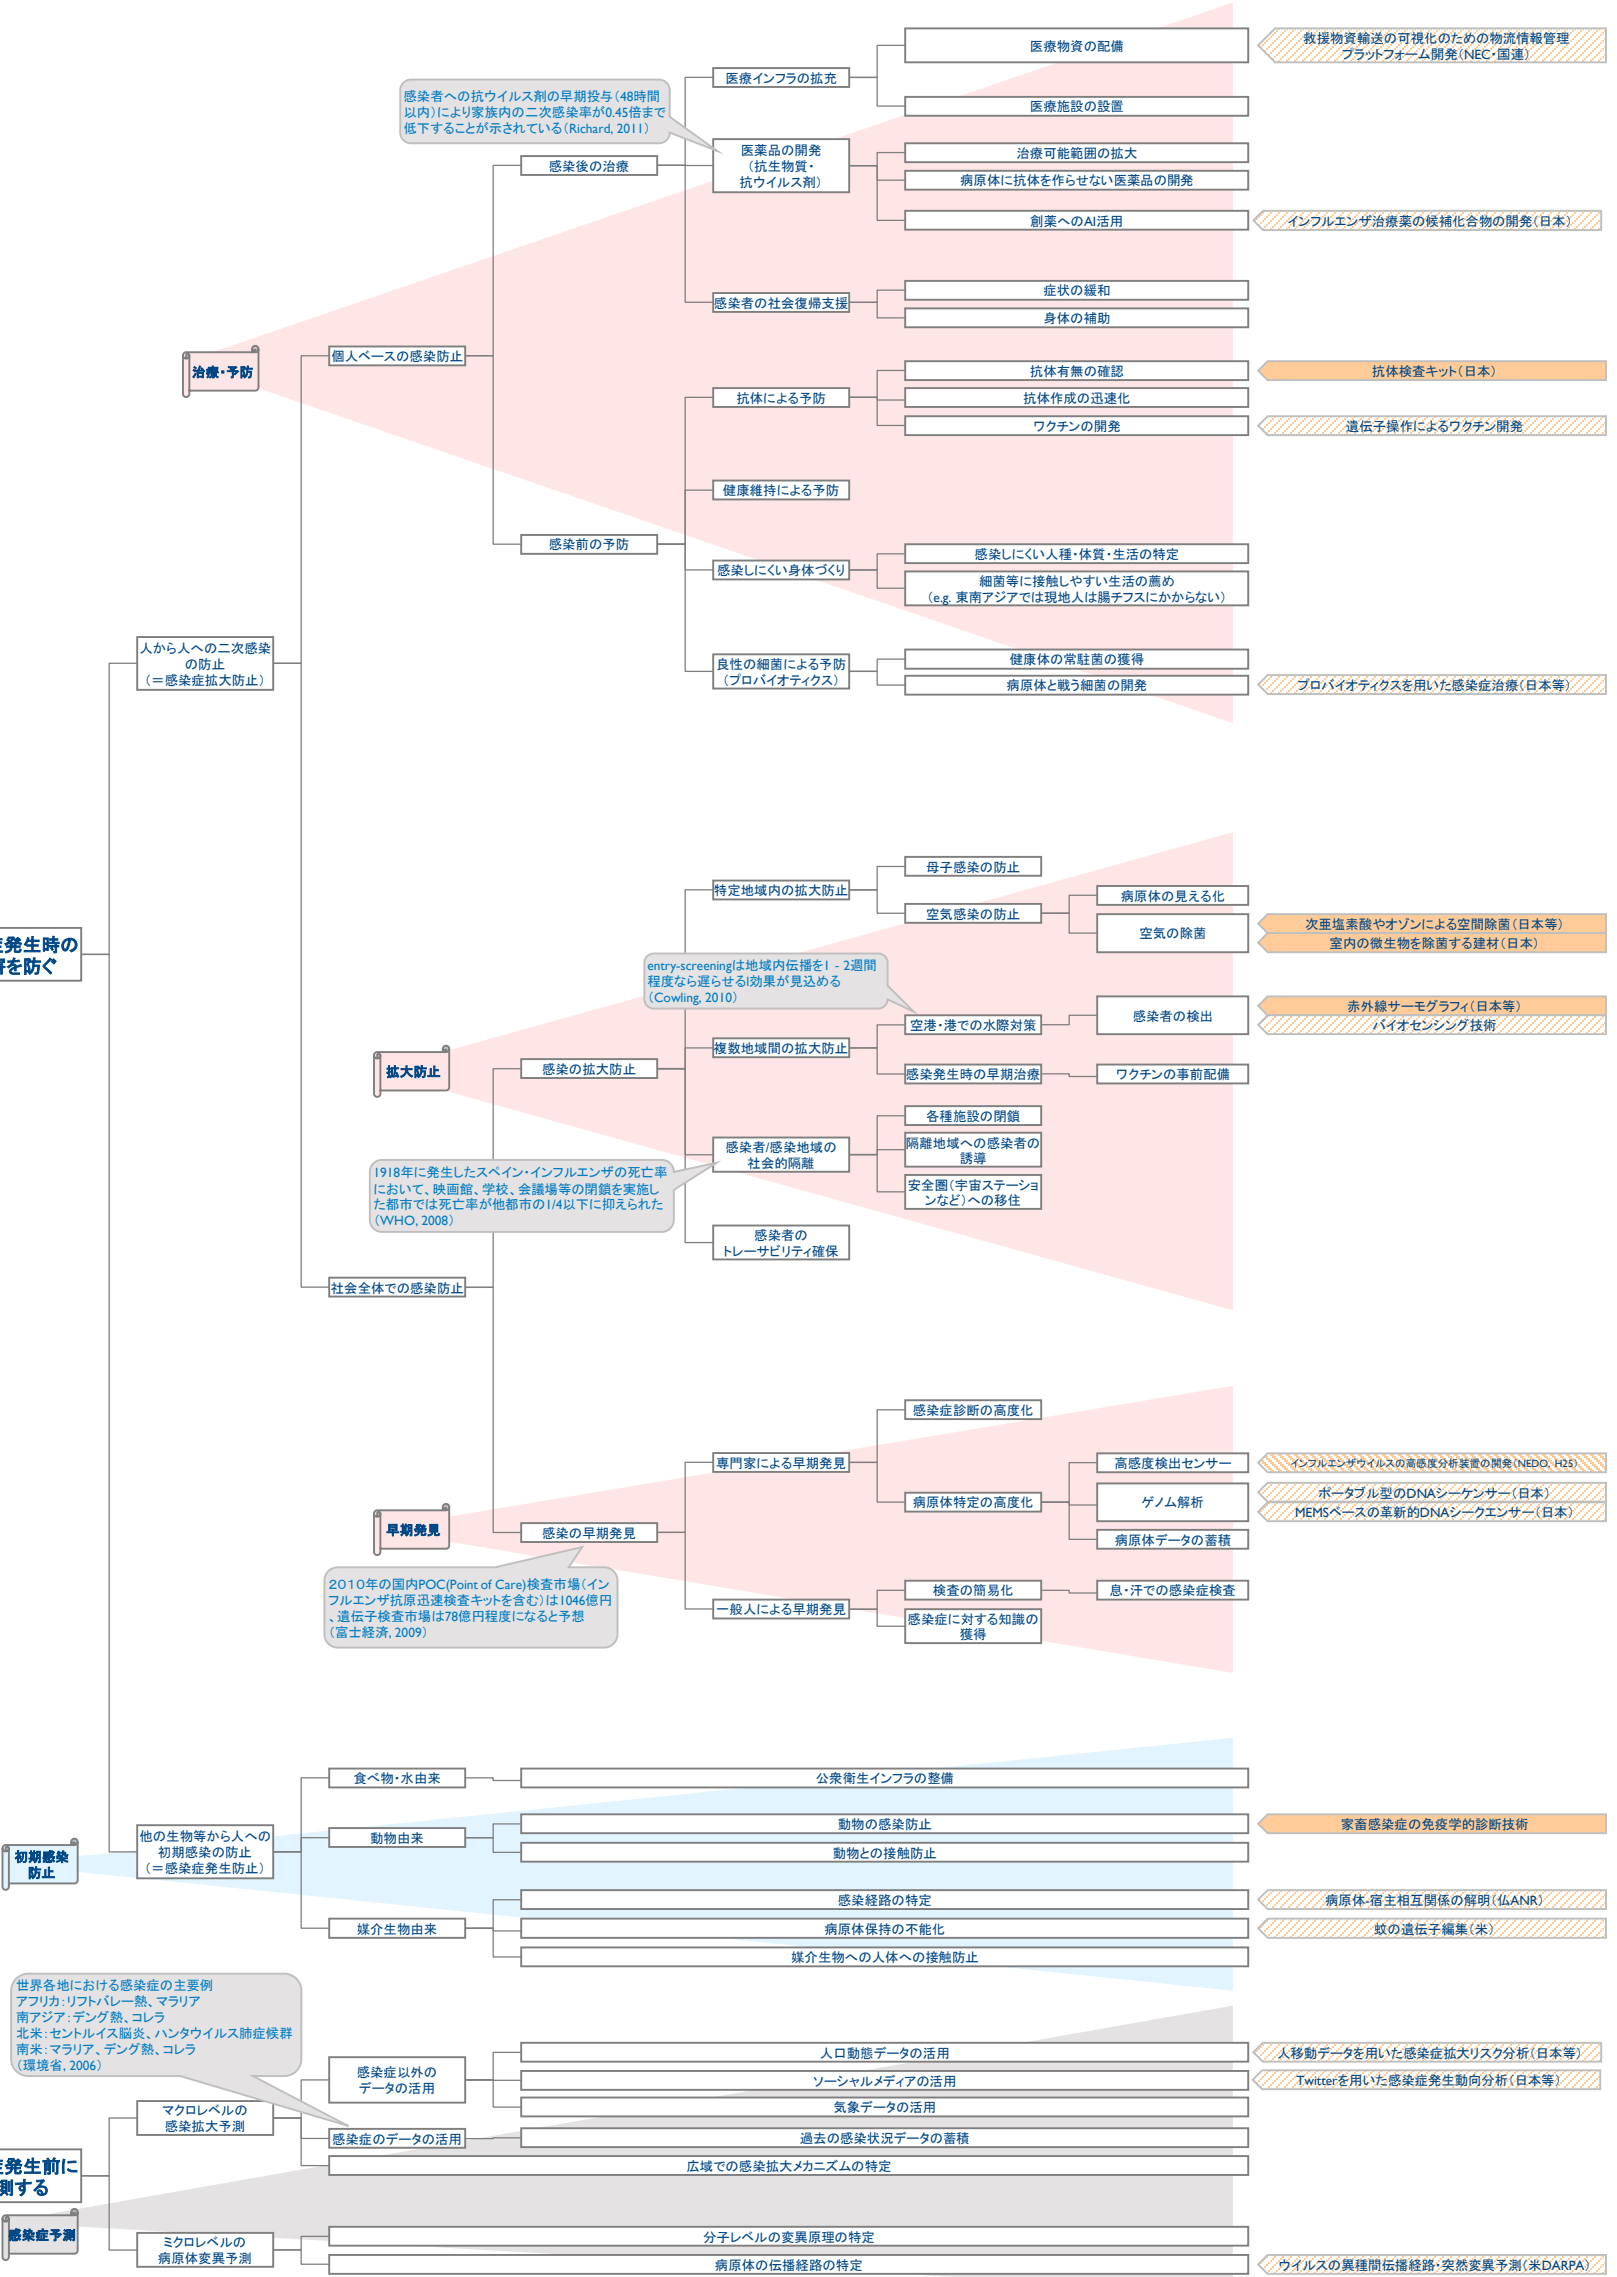 医療物資の配備
救援物資輸送の可視化のための物流情報管理
プラットフォーム開発(NEC・国連)
医療インフラの拡充
医療施設の設置
感染者への抗ウイルス剤の早期投与(48時間
以内)により家族内の二次感染率が0.45倍まで
低下することが示されている(Richard, 2011)
医薬品の開発
(抗生物質・
抗ウイルス剤)
治療可能範囲の拡大
感染後の治療
病原体に抗体を作らせない医薬品の開発
創薬へのAI活用
インフルエンザ治療薬の候補化合物の開発(日本)
症状の緩和
感染者の社会復帰支援
身体の補助
治療・予防
個人ベースの感染防止
抗体有無の確認
抗体検査キット(日本)
抗体による予防
抗体作成の迅速化
ワクチンの開発
遺伝子操作によるワクチン開発
健康維持による予防
感染前の予防
感染しにくい人種・体質・生活の特定
感染しにくい身体づくり
細菌等に接触しやすい生活の薦め
(e.g. 東南アジアでは現地人は腸チフスにかからない)
人から人への二次感染
の防止
(=感染症拡大防止)
良性の細菌による予防
(プロバイオティクス)
健康体の常駐菌の獲得
病原体と戦う細菌の開発
プロバイオティクスを用いた感染症治療(日本等)
母子感染の防止
特定地域内の拡大防止
病原体の見える化
空気感染の防止
空気の除菌
次亜塩素酸やオゾンによる空間除菌(日本等)
室内の微生物を除菌する建材(日本)
発生時の
を防ぐ
entry-screeningは地域内伝播を1 - 2週間
程度なら遅らせるl効果が見込める
(Cowling, 2010)
空港・港での水際対策
感染者の検出
赤外線サーモグラフィ(日本等)
バイオセンシング技術
複数地域間の拡大防止
拡大防止
感染の拡大防止
感染発生時の早期治療
ワクチンの事前配備
各種施設の閉鎖
感染者/感染地域の
社会的隔離
隔離地域への感染者の
誘導
安全圏(宇宙ステーショ
ンなど)への移住
1918年に発生したスペイン・インフルエンザの死亡率
において、映画館、学校、会議場等の閉鎖を実施し
た都市では死亡率が他都市の1/4以下に抑えられた
(WHO, 2008)
感染者の
トレーサビリティ確保
社会全体での感染防止
感染症診断の高度化
専門家による早期発見
高感度検出センサー
インフルエンザウイルスの高感度分析装置の開発(NEDO, H25)
病原体特定の高度化
ゲノム解析
ポータブル型のDNAシーケンサー(日本)
MEMSベースの革新的DNAシークエンサー(日本)
病原体データの蓄積
早期発見
感染の早期発見
2010年の国内POC(Point of Care)検査市場(イン
フルエンザ抗原迅速検査キットを含む)は1046億円
、遺伝子検査市場は78億円程度になると予想
(富士経済, 2009)
検査の簡易化
息・汗での感染症検査
一般人による早期発見
感染症に対する知識の
獲得
食べ物・水由来
公衆衛生インフラの整備
初期感染
防止
他の生物等から人への
初期感染の防止
(=感染症発生防止)
動物由来
動物の感染防止
家畜感染症の免疫学的診断技術
動物との接触防止
感染経路の特定
病原体-宿主相互関係の解明(仏ANR)
媒介生物由来
病原体保持の不能化
蚊の遺伝子編集(米)
媒介生物への人体への接触防止
世界各地における感染症の主要例
アフリカ:リフトバレー熱、マラリア
南アジア:デング熱、コレラ
北米:セントルイス脳炎、ハンタウイルス肺症候群
南米:マラリア、デング熱、コレラ
(環境省, 2006)
人口動態データの活用
人移動データを用いた感染症拡大リスク分析(日本等)
感染症以外の
データの活用
ソーシャルメディアの活用
Twitterを用いた感染症発生動向分析(日本等)
気象データの活用
マクロレベルの
感染拡大予測
感染症のデータの活用
過去の感染状況データの蓄積
広域での感染拡大メカニズムの特定
発生前に
測する
感染症予測
ミクロレベルの
病原体変異予測
分子レベルの変異原理の特定
病原体の伝播経路の特定
ウイルスの異種間伝播経路・突然変異予測(米DARPA)